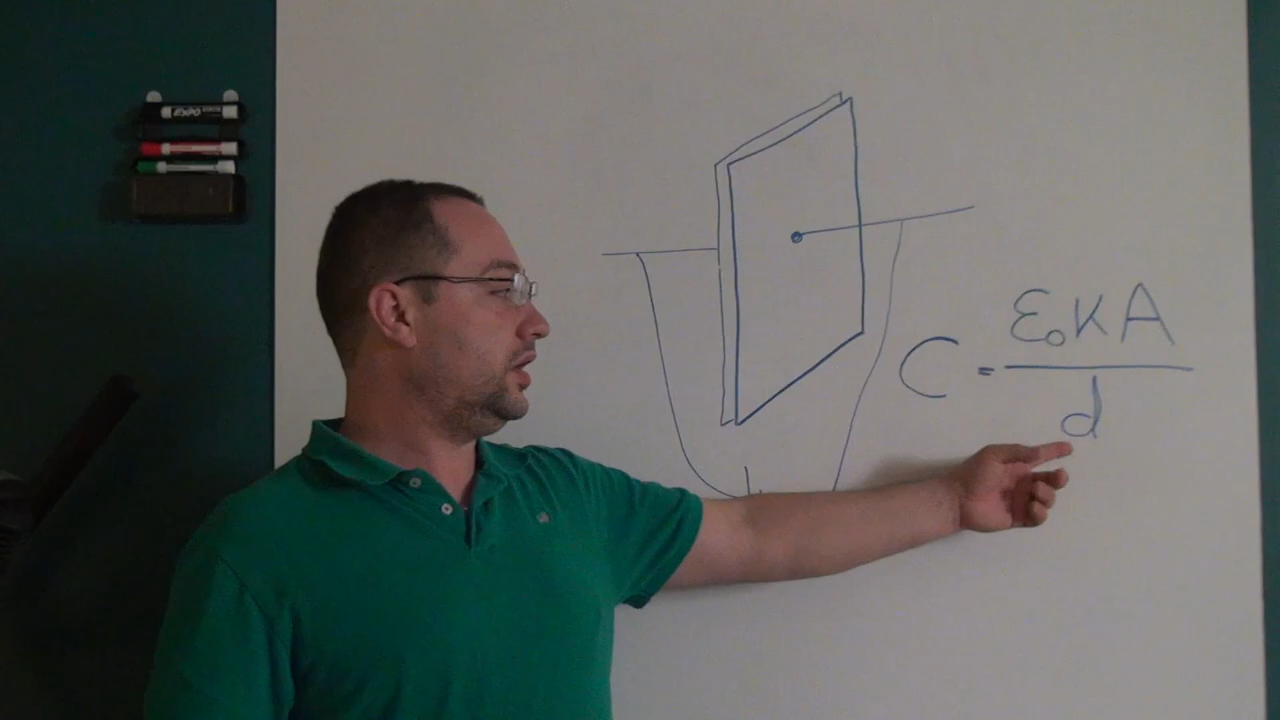 EXPO
C = ε₀KA
d